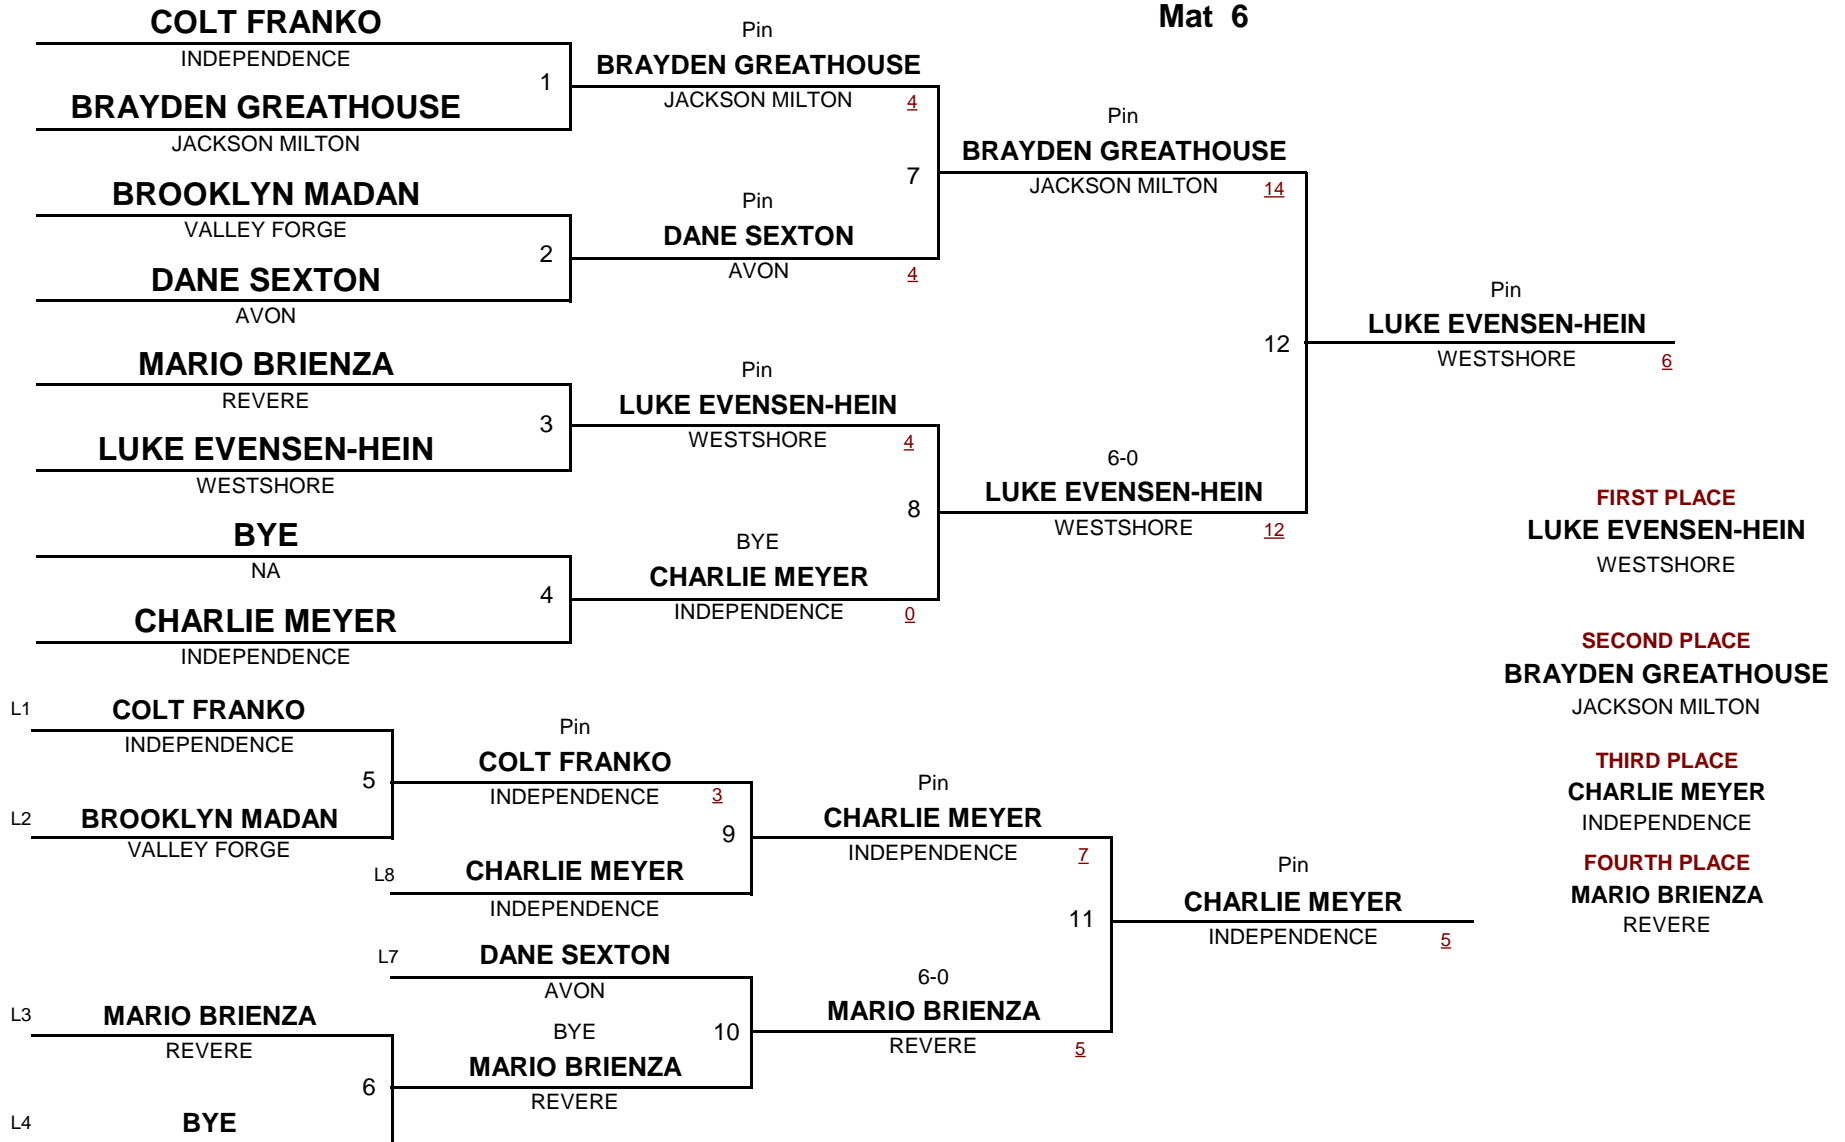 Mat 6
COLT FRANKO
INDEPENDENCE
1
BRAYDEN GREATHOUSE
JACKSON MILTON
BROOKLYN MADAN
VALLEY FORGE
2
DANE SEXTON
AVON
MARIO BRIENZA
REVERE
3
LUKE EVENSEN-HEIN
WESTSHORE
BYE
NA
4
CHARLIE MEYER
INDEPENDENCE
Pin
BRAYDEN GREATHOUSE
JACKSON MILTON 4
7
Pin
DANE SEXTON
AVON 4
Pin
LUKE EVENSEN-HEIN
WESTSHORE 4
8
BYE
CHARLIE MEYER
INDEPENDENCE 0
Pin
BRAYDEN GREATHOUSE
JACKSON MILTON 14
12
6-0
LUKE EVENSEN-HEIN
WESTSHORE 12
Pin
LUKE EVENSEN-HEIN
WESTSHORE 6
FIRST PLACE
LUKE EVENSEN-HEIN
WESTSHORE
SECOND PLACE
BRAYDEN GREATHOUSE
JACKSON MILTON
THIRD PLACE
CHARLIE MEYER
INDEPENDENCE
FOURTH PLACE
MARIO BRIENZA
REVERE
L1 COLT FRANKO
INDEPENDENCE
5
L2 BROOKLYN MADAN
VALLEY FORGE
Pin
COLT FRANKO
INDEPENDENCE 3
9
L8 CHARLIE MEYER
INDEPENDENCE
L7 DANE SEXTON
AVON
L3 MARIO BRIENZA
REVERE
6
L4 BYE
BYE
10
MARIO BRIENZA
REVERE
Pin
CHARLIE MEYER
INDEPENDENCE 7
11
6-0
MARIO BRIENZA
REVERE 5
Pin
CHARLIE MEYER
INDEPENDENCE 5